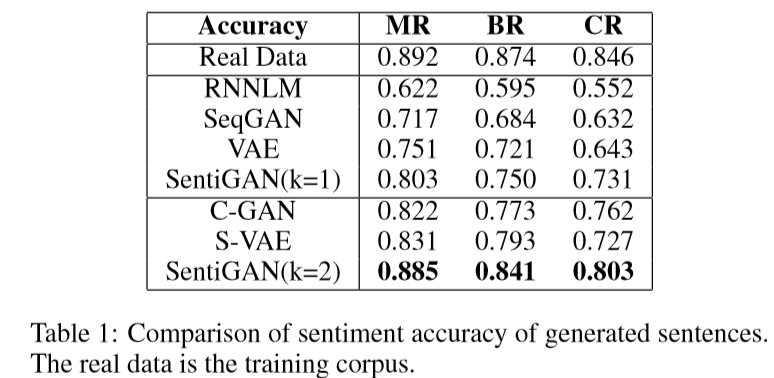 Accuracy MR BR CR
Real Data 0.892 0.874 0.846
RNNLM 0.622 0.595 0.552
SeqGAN 0.717 0.684 0.632
VAE 0.751 0.721 0.643
SentiGAN(k=1) 0.803 0.750 0.731
C-GAN 0.822 0.773 0.762
S-VAE 0.831 0.793 0.727
SentiGAN(k=2) 0.885 0.841 0.803
Table 1: Comparison of sentiment accuracy of generated sentences.
The real data is the training corpus.